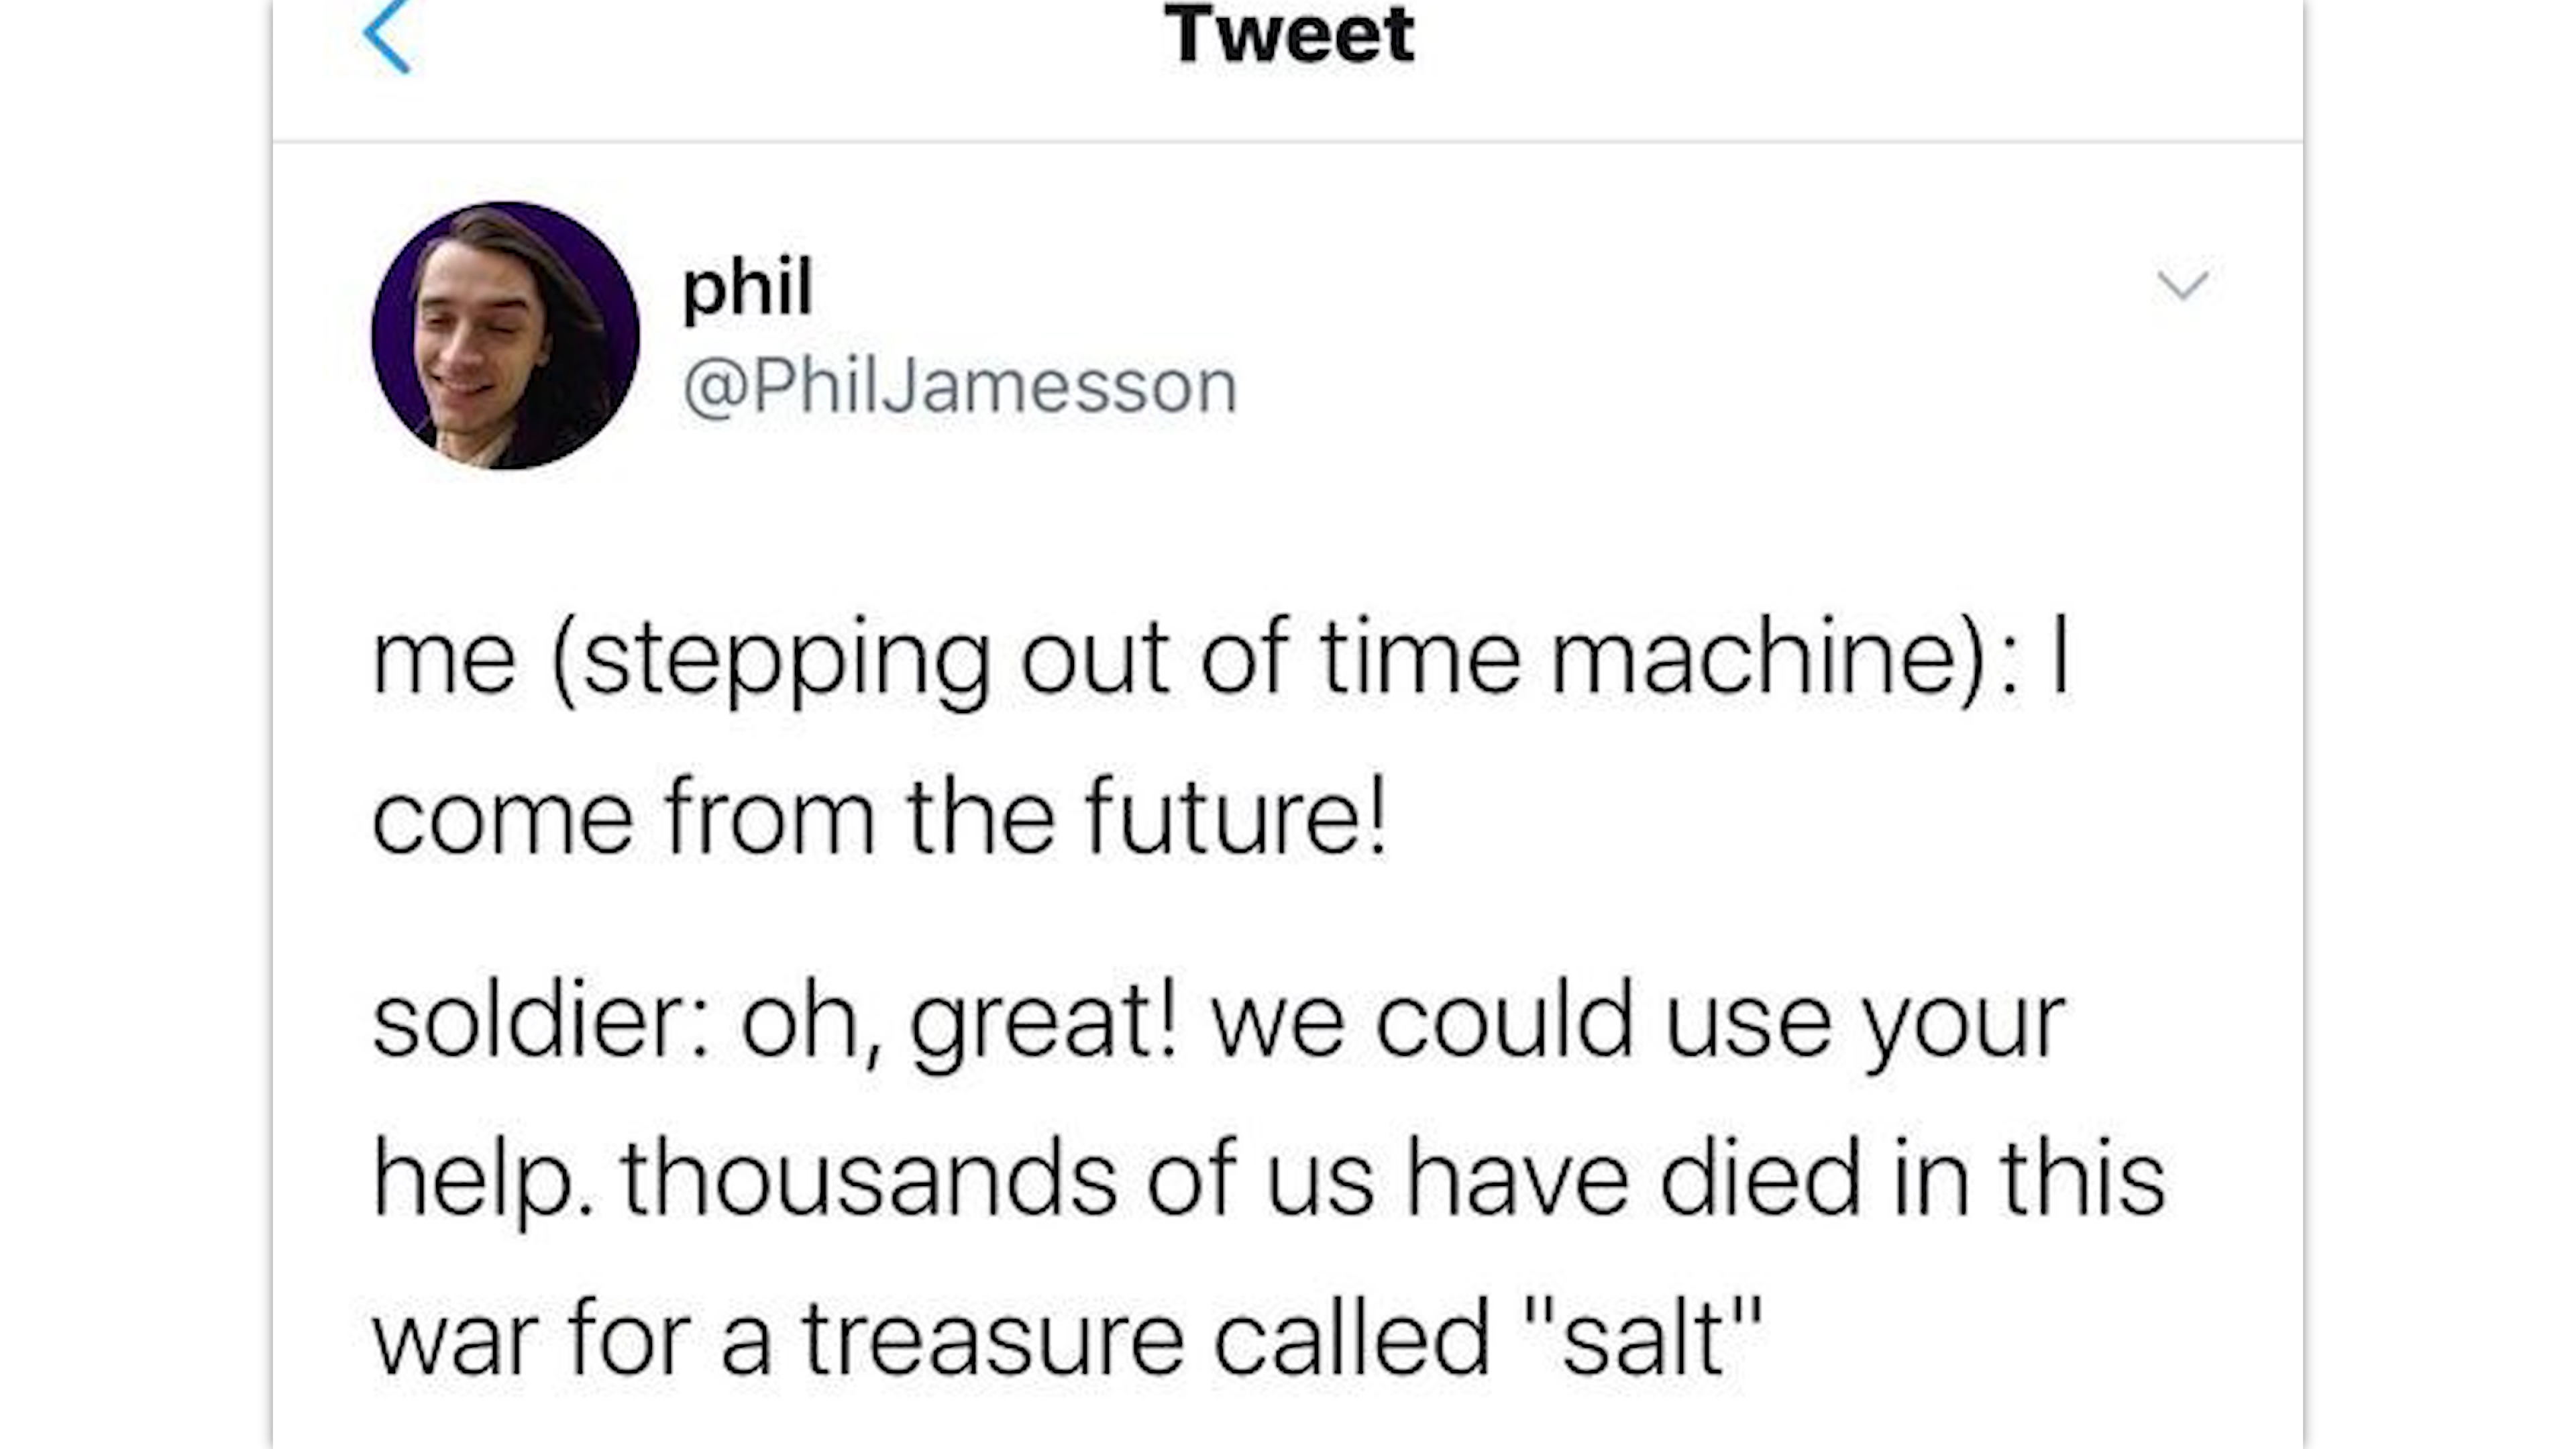 Tweet
phil
@PhilJamesson
me (stepping out of time machine): I
come from the future!
soldier: oh, great! we could use your
help. thousands of us have died in this
war for a treasure called "salt"